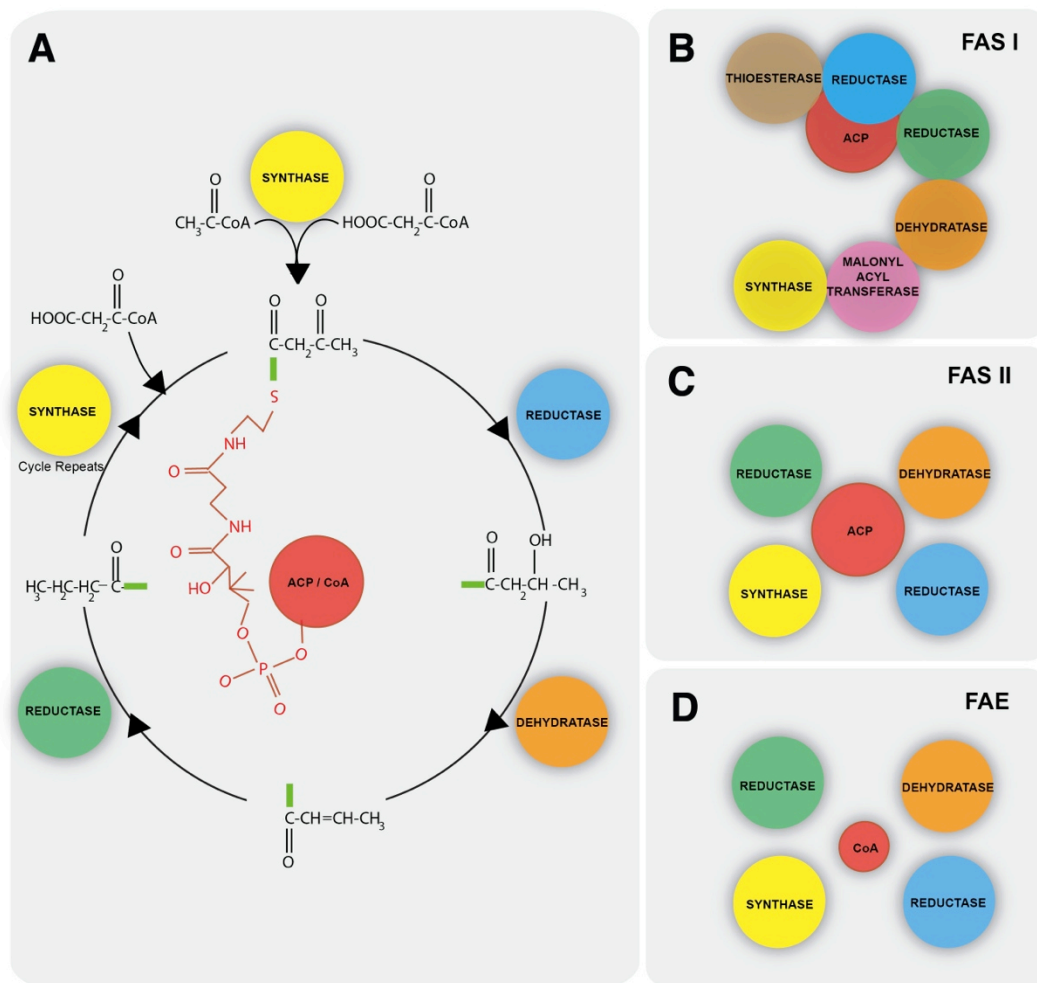 A
SYNTHASE
O
CH3-C-CoA
O
HOOC-CH2-C-CoA
O
HOOC-CH2-C-CoA
O O
C-CH2-C-CH3
SYNTHASE
Cycle Repeats
REDUCTASE
S
NH
O
NH
O
HO
O
P
O
O
O
ACP / CoA
O
H3C-H2C-H2C-C
O OH
C-CH2-CH-CH3
REDUCTASE
DEHYDRATASE
C-CH=CH-CH3
O
B
FAS I
THIOESTERASE
REDUCTASE
ACP
REDUCTASE
DEHYDRATASE
SYNTHASE
MALONYL
ACYL
TRANSFERASE
C
FAS II
REDUCTASE
DEHYDRATASE
ACP
SYNTHASE
REDUCTASE
D
FAE
REDUCTASE
DEHYDRATASE
CoA
SYNTHASE
REDUCTASE